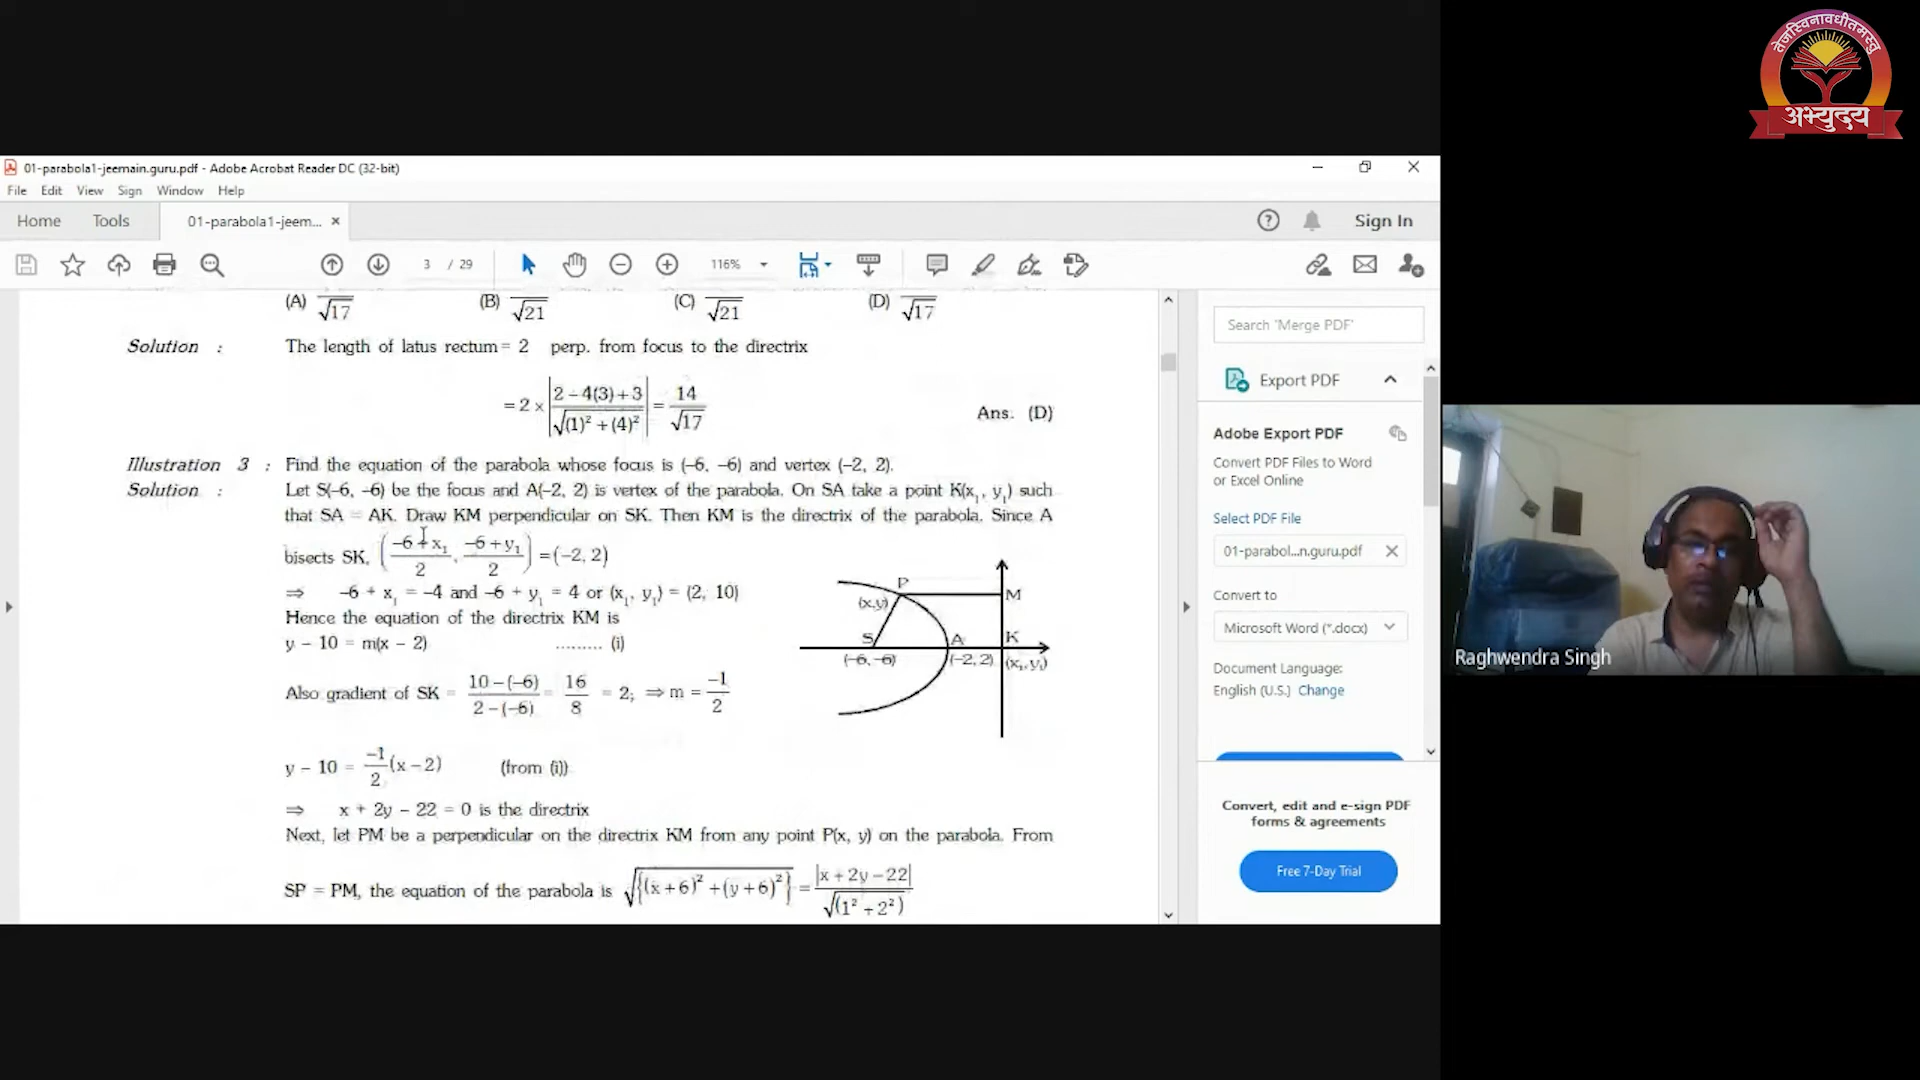 तेजस्विनावधीतमस्तु
अभ्युदय
01-parabola1-jeemain.guru.pdf - Adobe Acrobat Reader DC (32-bit)
File Edit View Sign Window Help
Home Tools 01-parabola1-jeem... × Sign In
3 / 29 116%
(A) √17 (B) √21 (C) √21 (D) √17
Solution : The length of latus rectum = 2 perp. from focus to the directrix
= 2 × |(2 – 4(3) + 3)/√((1)² + (4)²)| = 14/√17 Ans. (D)
Illustration 3 : Find the equation of the parabola whose focus is (–6, –6) and vertex (–2, 2).
Solution : Let S(–6, –6) be the focus and A(–2, 2) is vertex of the parabola. On SA take a point K(x₁, y₁) such
that SA = AK. Draw KM perpendicular on SK. Then KM is the directrix of the parabola. Since A
bisects SK, ((–6 + x₁)/2, (–6 + y₁)/2) = (–2, 2)
⇒ –6 + x₁ = –4 and –6 + y₁ = 4 or (x₁, y₁) = (2, 10)
Hence the equation of the directrix KM is
y – 10 = m(x – 2) ......... (i)
Also gradient of SK = (10 – (–6))/(2 – (–6)) = 16/8 = 2; ⇒ m = –1/2
y – 10 = –1/2 (x – 2) (from (i))
⇒ x + 2y – 22 = 0 is the directrix
Next, let PM be a perpendicular on the directrix KM from any point P(x, y) on the parabola. From
SP = PM, the equation of the parabola is √{(x + 6)² + (y + 6)²} = |x + 2y – 22|/√(1² + 2²)
P
(x,y)
M
S A K
(–6, –6) (–2, 2) (x₁, y₁)
Search 'Merge PDF'
Export PDF
Adobe Export PDF
Convert PDF Files to Word
or Excel Online
Select PDF File
01-parabol...n.guru.pdf ×
Convert to
Microsoft Word (*.docx)
Document Language:
English (U.S.) Change
Convert, edit and e-sign PDF
forms & agreements
Free 7-Day Trial
Raghwendra Singh